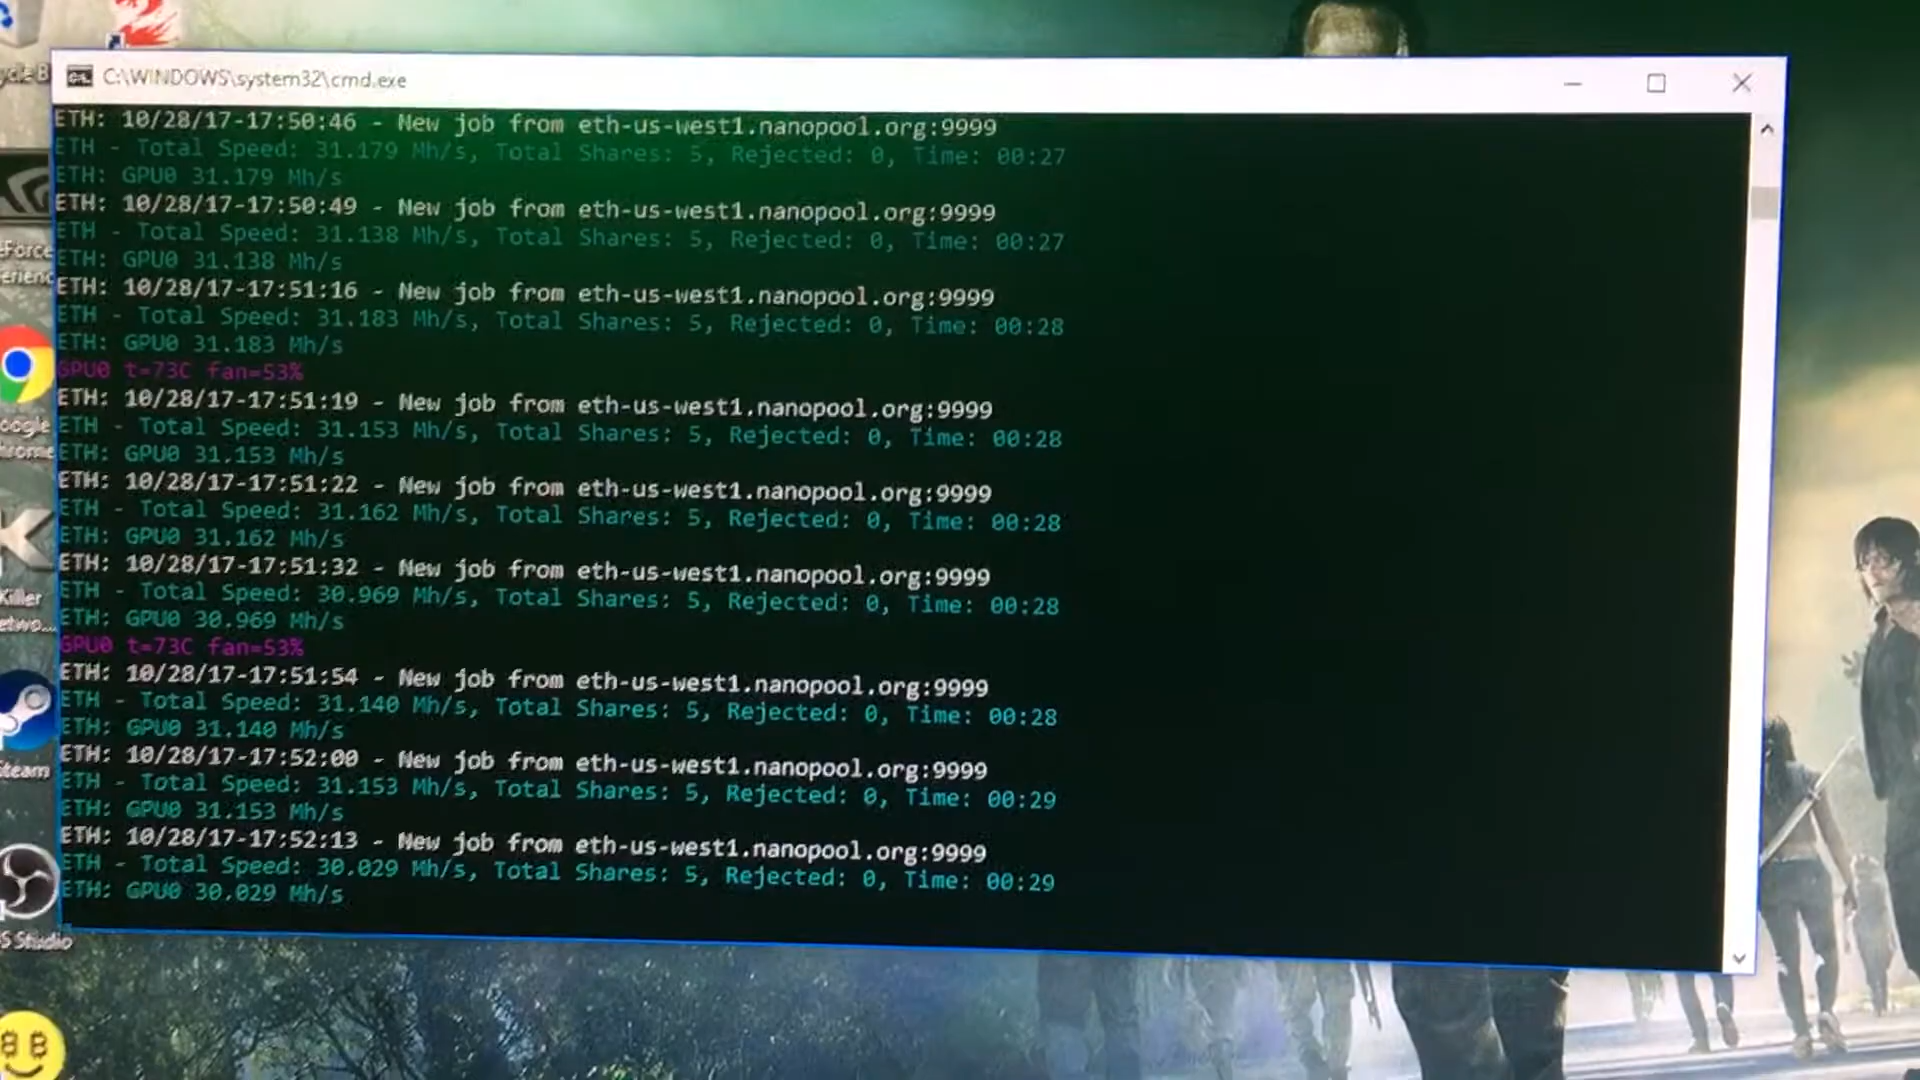 C:\WINDOWS\system32\cmd.exe
ETH: 10/28/17-17:50:46 - New job from eth-us-west1.nanopool.org:9999
ETH - Total Speed: 31.179 Mh/s, Total Shares: 5, Rejected: 0, Time: 00:27
ETH: GPU0 31.179 Mh/s
ETH: 10/28/17-17:50:49 - New job from eth-us-west1.nanopool.org:9999
ETH - Total Speed: 31.138 Mh/s, Total Shares: 5, Rejected: 0, Time: 00:27
ETH: GPU0 31.138 Mh/s
ETH: 10/28/17-17:51:16 - New job from eth-us-west1.nanopool.org:9999
ETH - Total Speed: 31.183 Mh/s, Total Shares: 5, Rejected: 0, Time: 00:28
ETH: GPU0 31.183 Mh/s
GPU0 t=73C fan=53%
ETH: 10/28/17-17:51:19 - New job from eth-us-west1.nanopool.org:9999
ETH - Total Speed: 31.153 Mh/s, Total Shares: 5, Rejected: 0, Time: 00:28
ETH: GPU0 31.153 Mh/s
ETH: 10/28/17-17:51:22 - New job from eth-us-west1.nanopool.org:9999
ETH - Total Speed: 31.162 Mh/s, Total Shares: 5, Rejected: 0, Time: 00:28
ETH: GPU0 31.162 Mh/s
ETH: 10/28/17-17:51:32 - New job from eth-us-west1.nanopool.org:9999
ETH - Total Speed: 30.969 Mh/s, Total Shares: 5, Rejected: 0, Time: 00:28
ETH: GPU0 30.969 Mh/s
GPU0 t=73C fan=53%
ETH: 10/28/17-17:51:54 - New job from eth-us-west1.nanopool.org:9999
ETH - Total Speed: 31.140 Mh/s, Total Shares: 5, Rejected: 0, Time: 00:28
ETH: GPU0 31.140 Mh/s
ETH: 10/28/17-17:52:00 - New job from eth-us-west1.nanopool.org:9999
ETH - Total Speed: 31.153 Mh/s, Total Shares: 5, Rejected: 0, Time: 00:29
ETH: GPU0 31.153 Mh/s
ETH: 10/28/17-17:52:13 - New job from eth-us-west1.nanopool.org:9999
ETH - Total Speed: 30.029 Mh/s, Total Shares: 5, Rejected: 0, Time: 00:29
ETH: GPU0 30.029 Mh/s
eForce
erienc
oogle
hrome
Killer
etwo...
Steam
S Studio